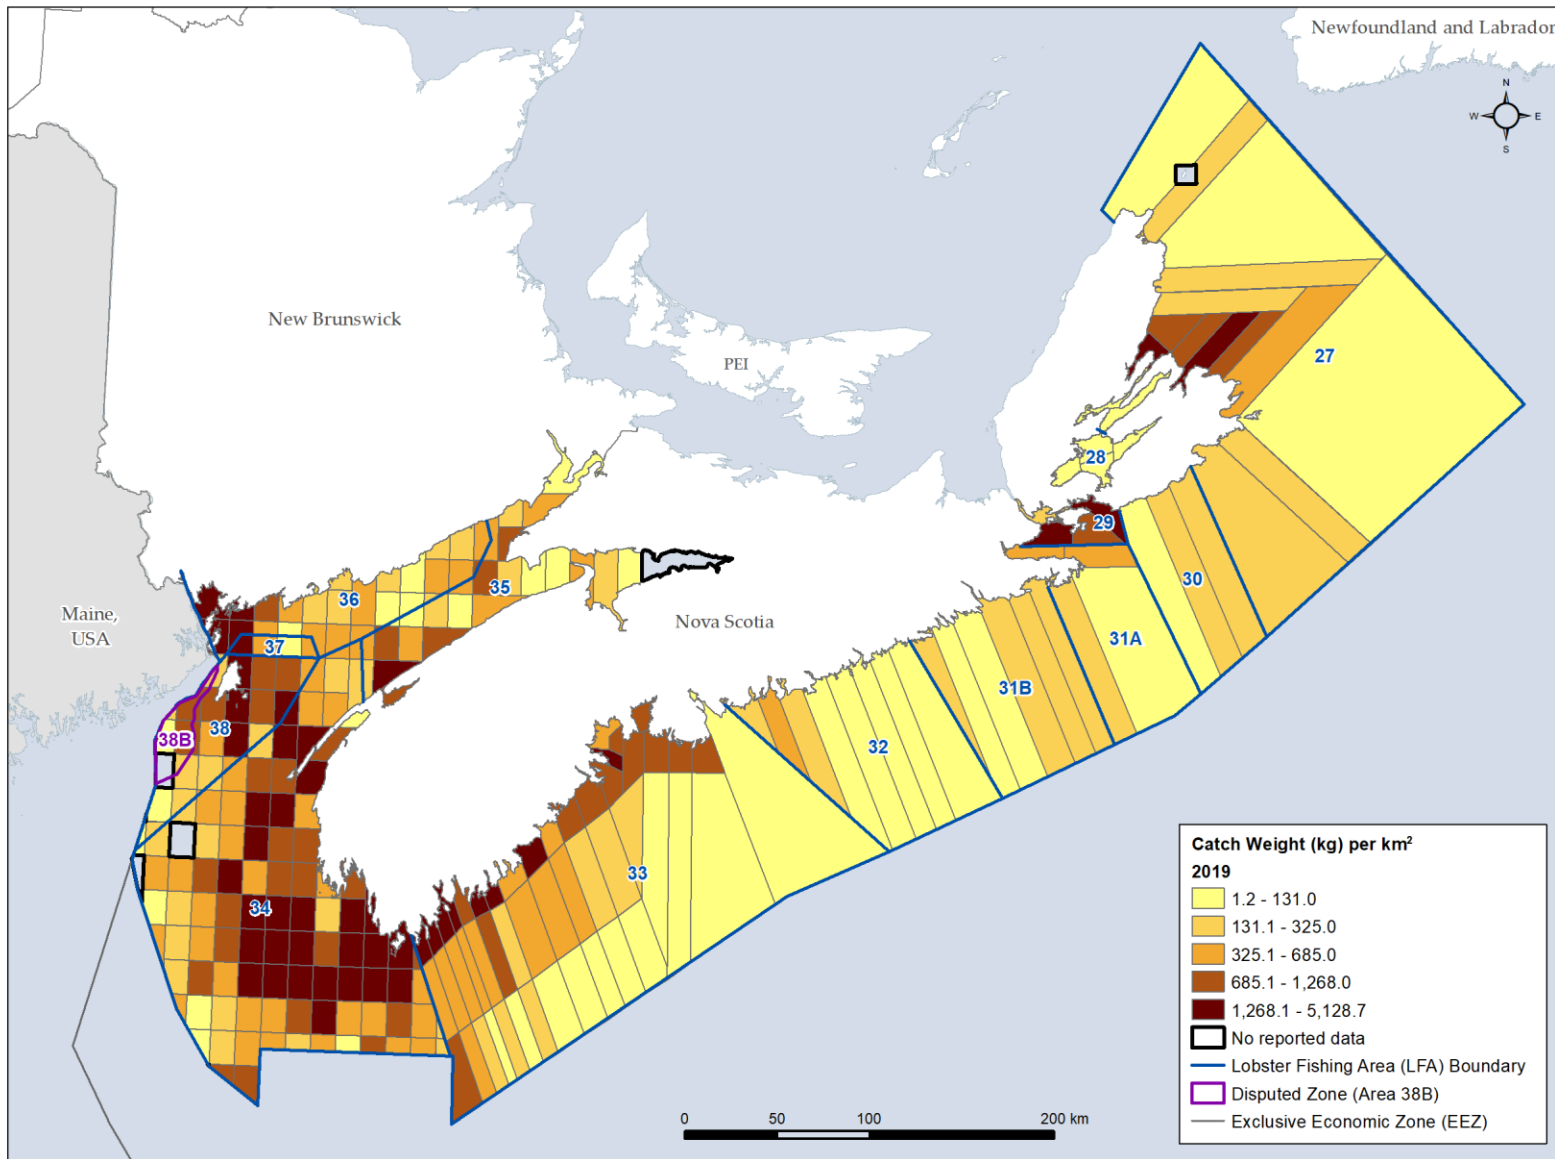 Newfoundland and Labrador
N
W E
S
New Brunswick
PEI
27
28
29
35
36
30
Maine,
USA
Nova Scotia
37
31A
31B
38
38B
32
33
34
Catch Weight (kg) per km²
2019
1.2 - 131.0
131.1 - 325.0
325.1 - 685.0
685.1 - 1,268.0
1,268.1 - 5,128.7
No reported data
Lobster Fishing Area (LFA) Boundary
Disputed Zone (Area 38B)
Exclusive Economic Zone (EEZ)
0 50 100 200 km